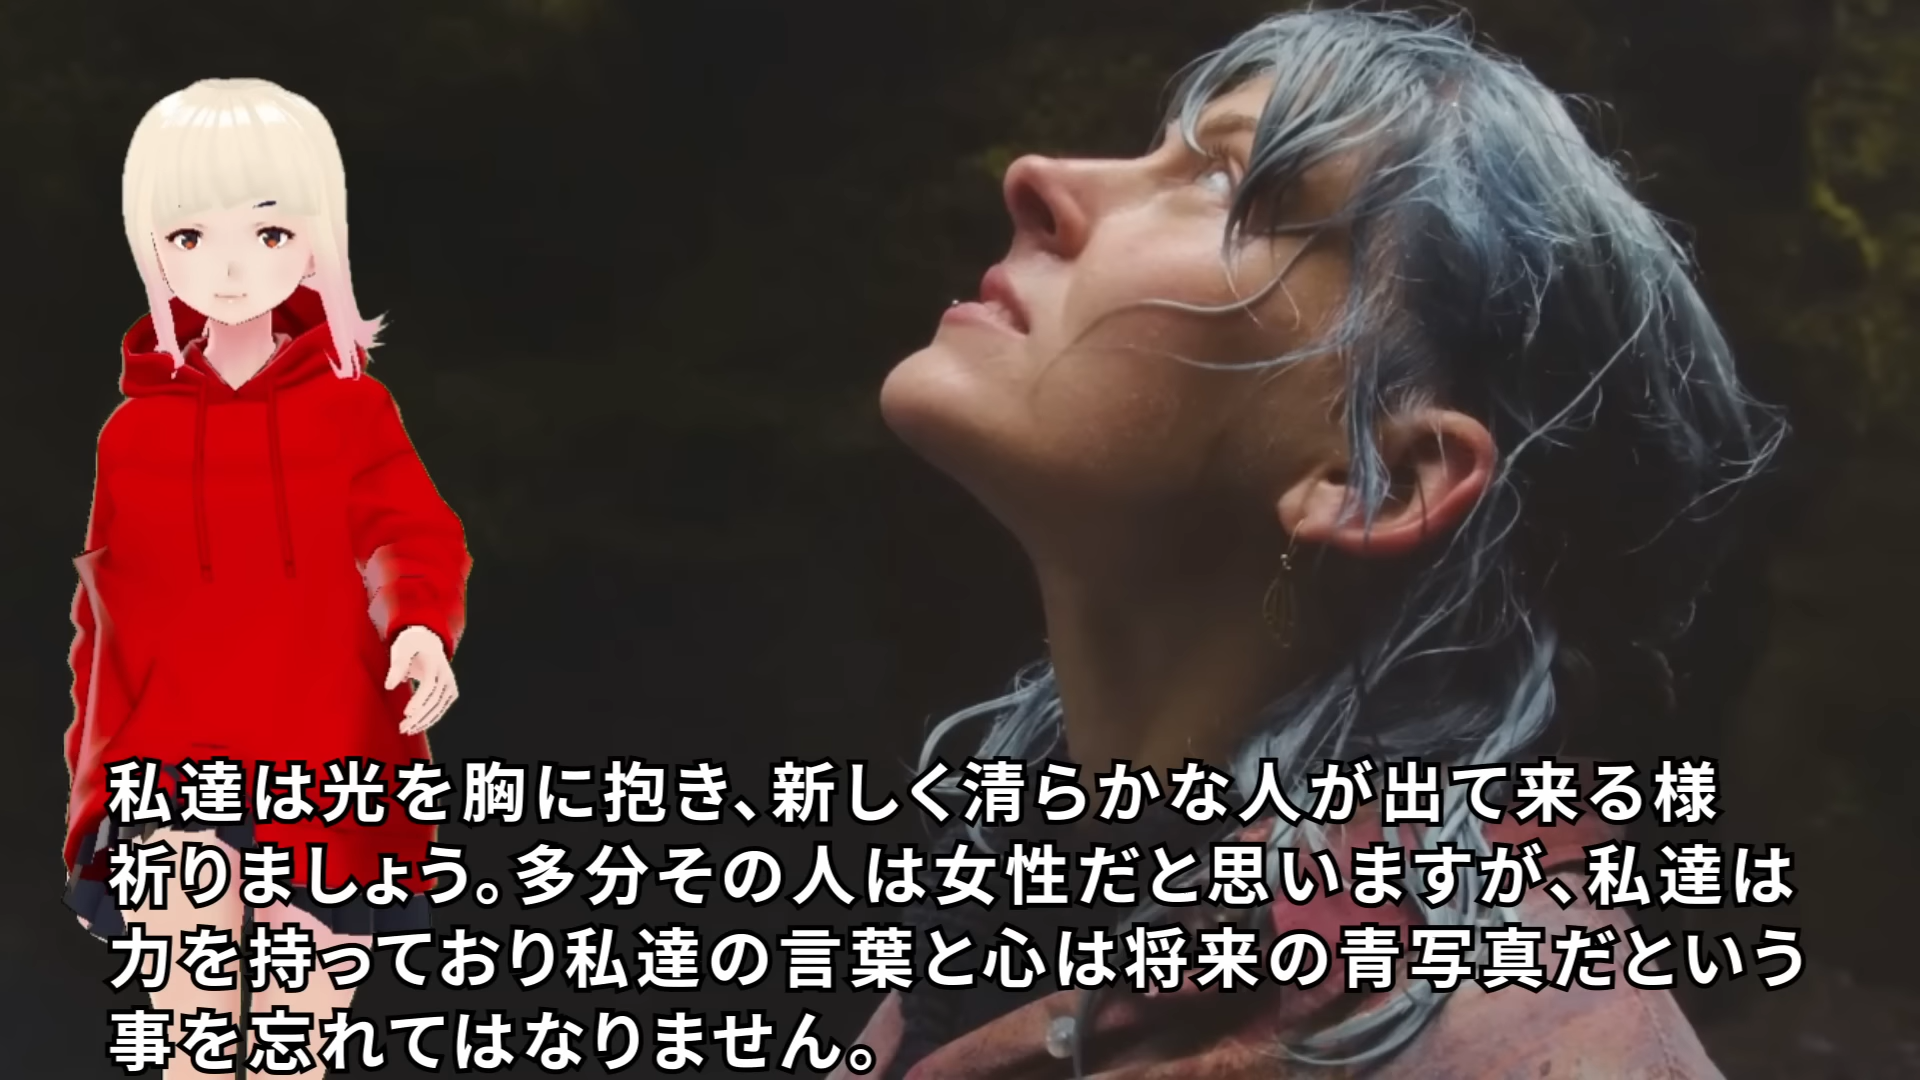 私達は光を胸に抱き、新しく清らかな人が出て来る様
祈りましょう。多分その人は女性だと思いますが、私達は
力を持っており私達の言葉と心は将来の青写真だという
事を忘れてはなりません。